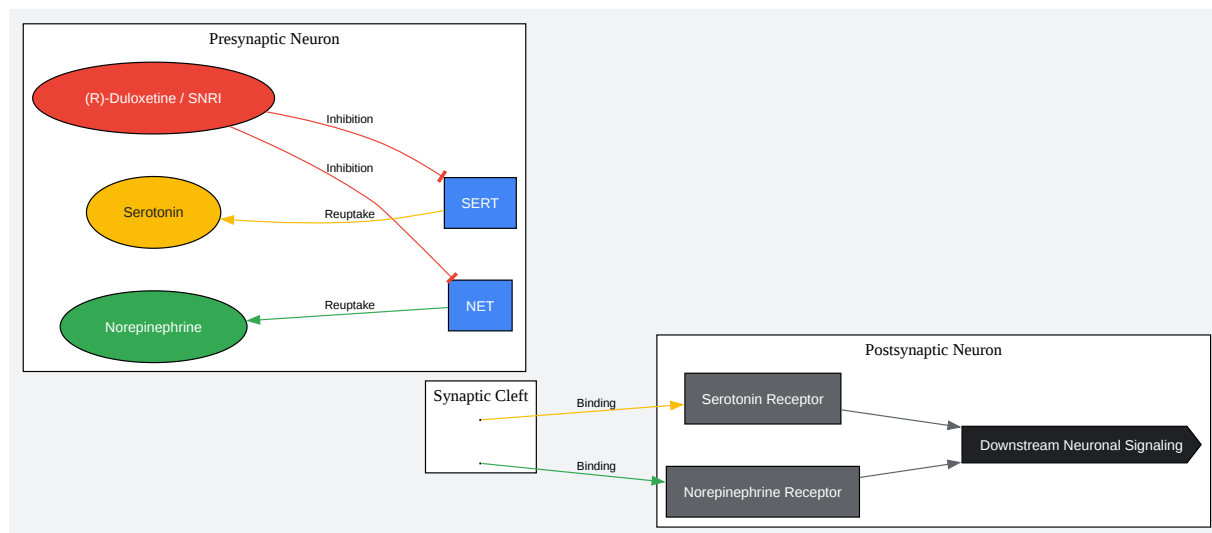 Presynaptic Neuron
(R)-Duloxetine / SNRI
Inhibition
Inhibition
SERT
Serotonin
Reuptake
NET
Reuptake
Norepinephrine
Postsynaptic Neuron
Synaptic Cleft
Binding
Serotonin Receptor
Downstream Neuronal Signaling
Binding
Norepinephrine Receptor